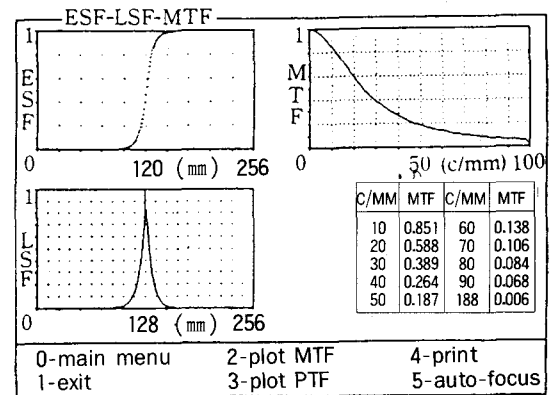 ESF-LSF-MTF
1
ESF
0 120 (mm) 256
1
MTF
0 50 (c/mm) 100
C/MM MTF C/MM MTF
10 0.851 60 0.138
20 0.588 70 0.106
30 0.389 80 0.084
40 0.264 90 0.068
50 0.187 188 0.006
1
LSF
0 128 (mm) 256
0-main menu 2-plot MTF 4-print
1-exit 3-plot PTF 5-auto-focus